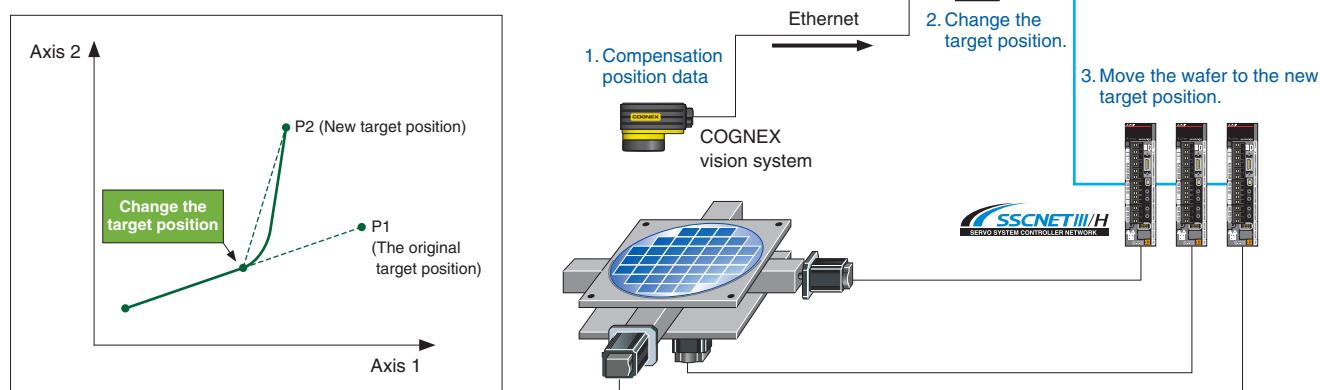 Axis 2
P2 (New target position)
Change the
target position
P1
(The original
target position)
Axis 1
Ethernet
1. Compensation
position data
2. Change the
target position.
3. Move the wafer to the new
target position.
COGNEX
COGNEX
vision system
SSCNETIII/H
SERVO SYSTEM CONTROLLER NETWORK